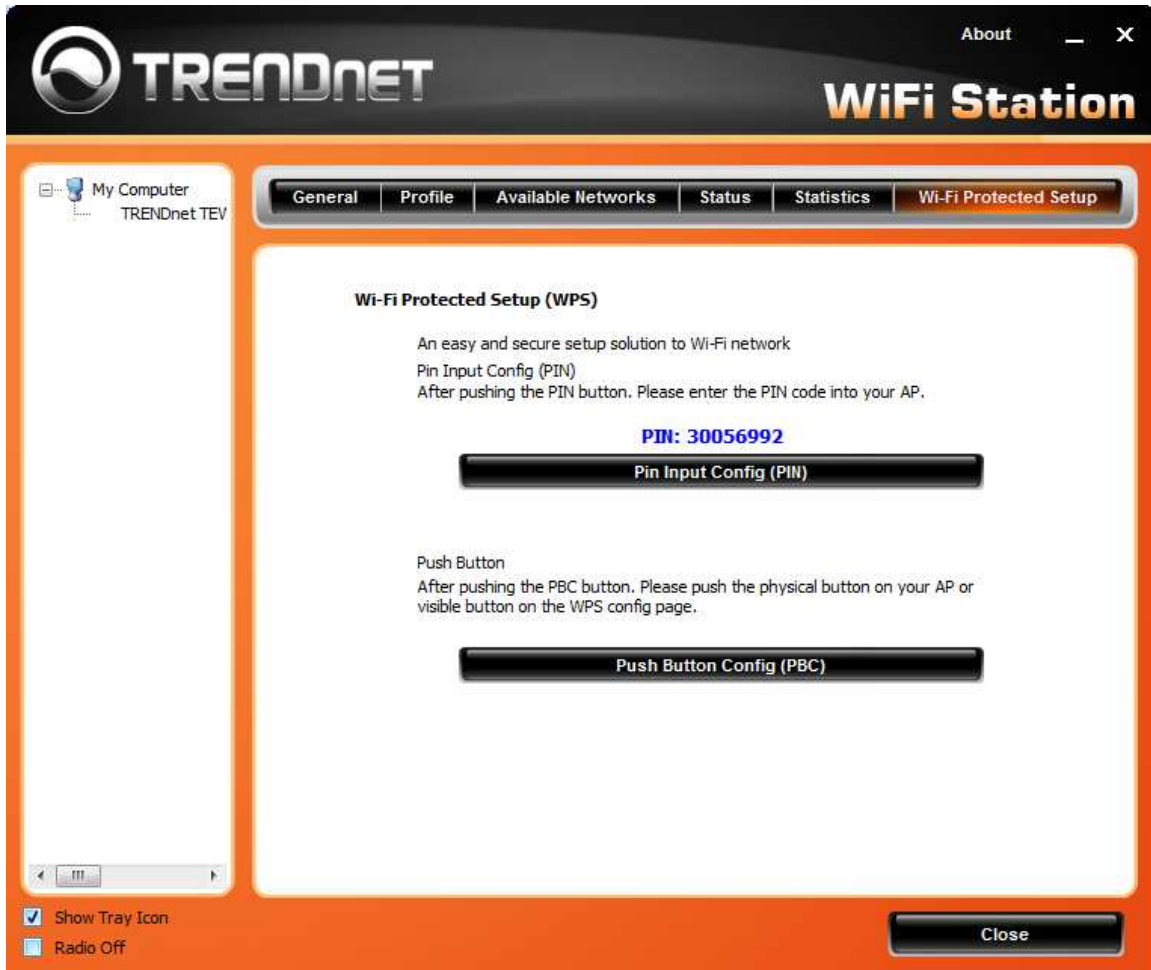 About
TRENDnet
WiFi Station
My Computer
TRENDnet TEW
General
Profile
Available Networks
Status
Statistics
Wi-Fi Protected Setup
Wi-Fi Protected Setup (WPS)
An easy and secure setup solution to Wi-Fi network
Pin Input Config (PIN)
After pushing the PIN button. Please enter the PIN code into your AP.
PIN: 30056992
Pin Input Config (PIN)
Push Button
After pushing the PBC button. Please push the physical button on your AP or
visible button on the WPS config page.
Push Button Config (PBC)
Show Tray Icon
Radio Off
Close